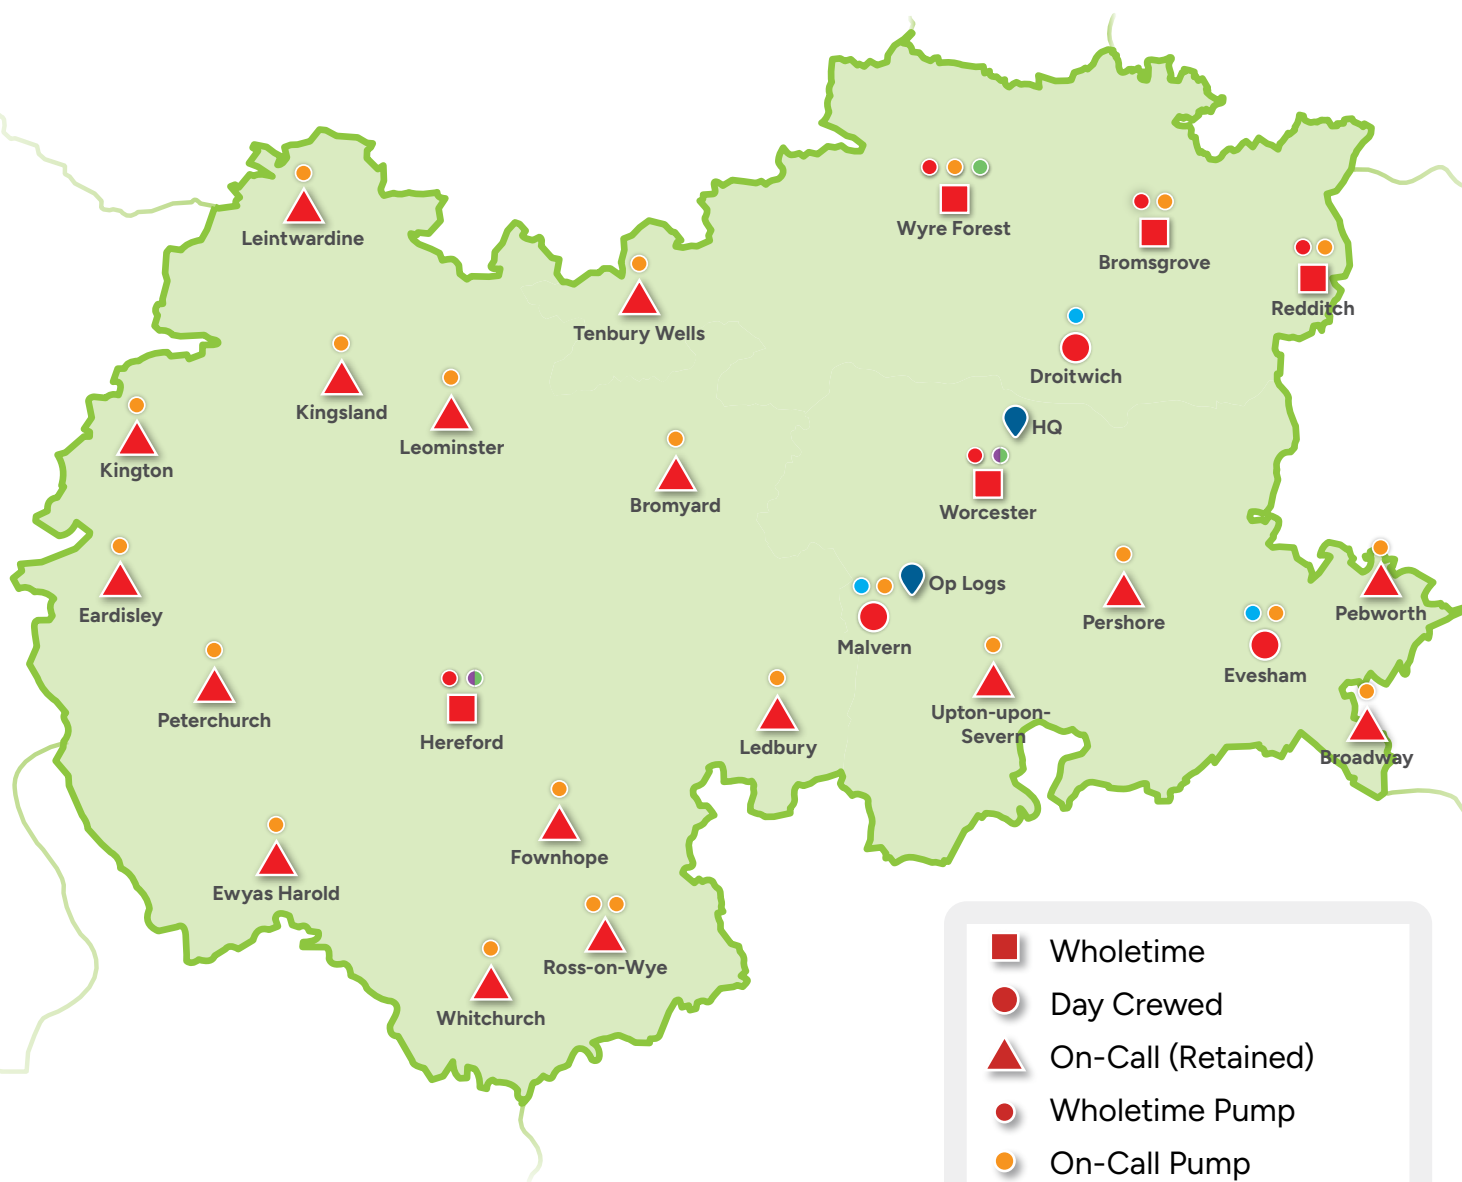 Wyre Forest
Leintwardine
Bromsgrove
Redditch
Tenbury Wells
Droitwich
Kingsland
HQ
Leominster
Kington
Bromyard
Worcester
Op Logs
Pebworth
Eardisley
Pershore
Malvern
Evesham
Peterchurch
Upton-upon-
Severn
Hereford
Ledbury
Broadway
Fownhope
Ewyas Harold
Ross-on-Wye
Whitchurch
Wholetime
Day Crewed
On-Call (Retained)
Wholetime Pump
On-Call Pump